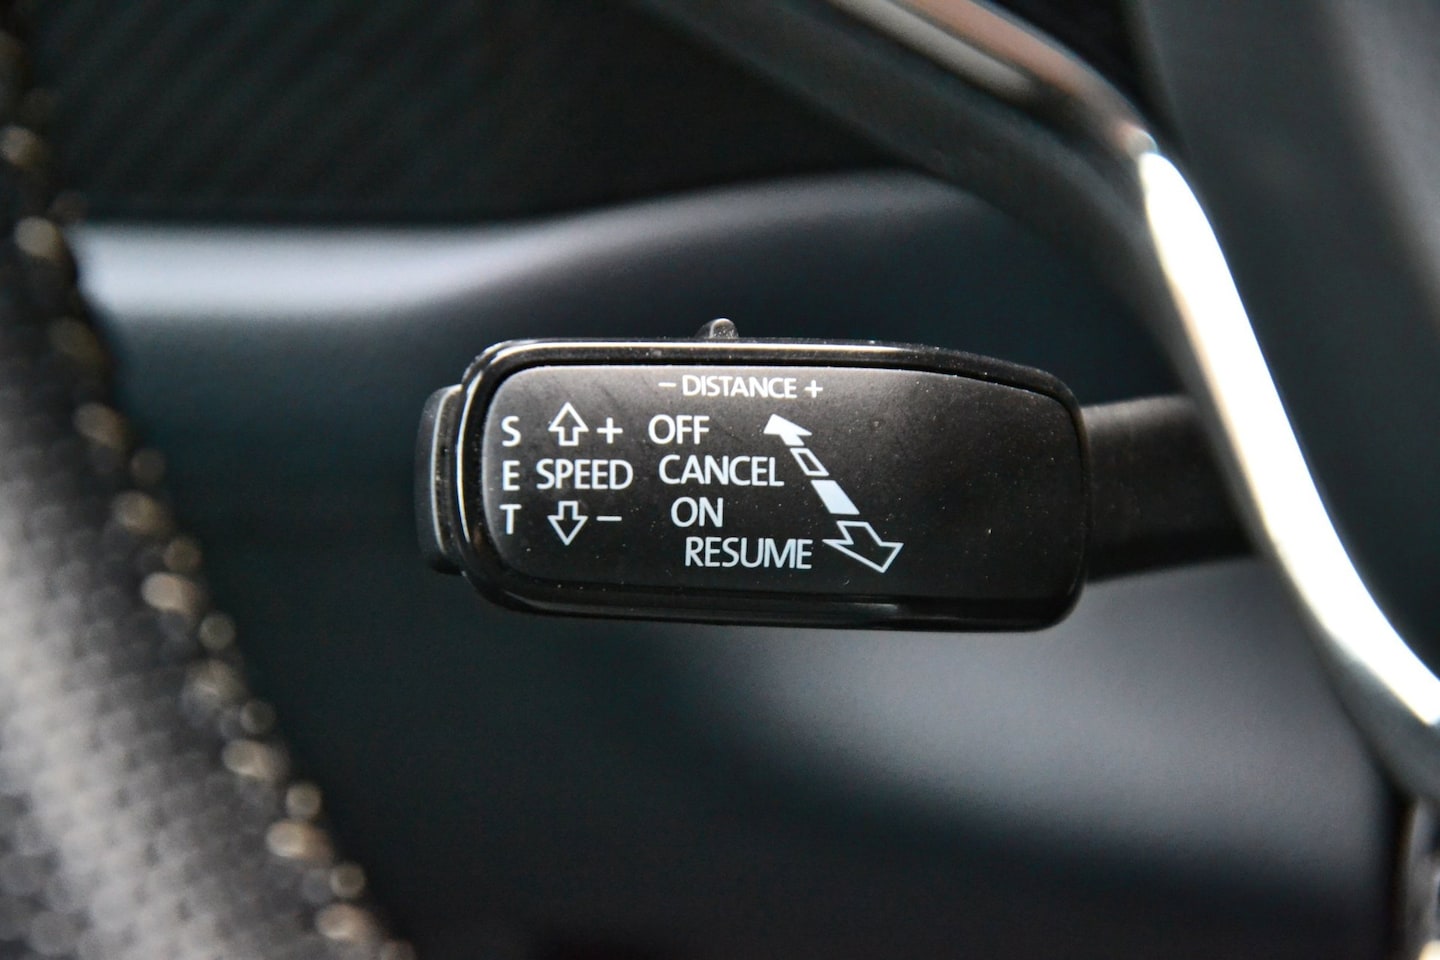 - DISTANCE +
S + OFF
E SPEED CANCEL
T - ON
RESUME